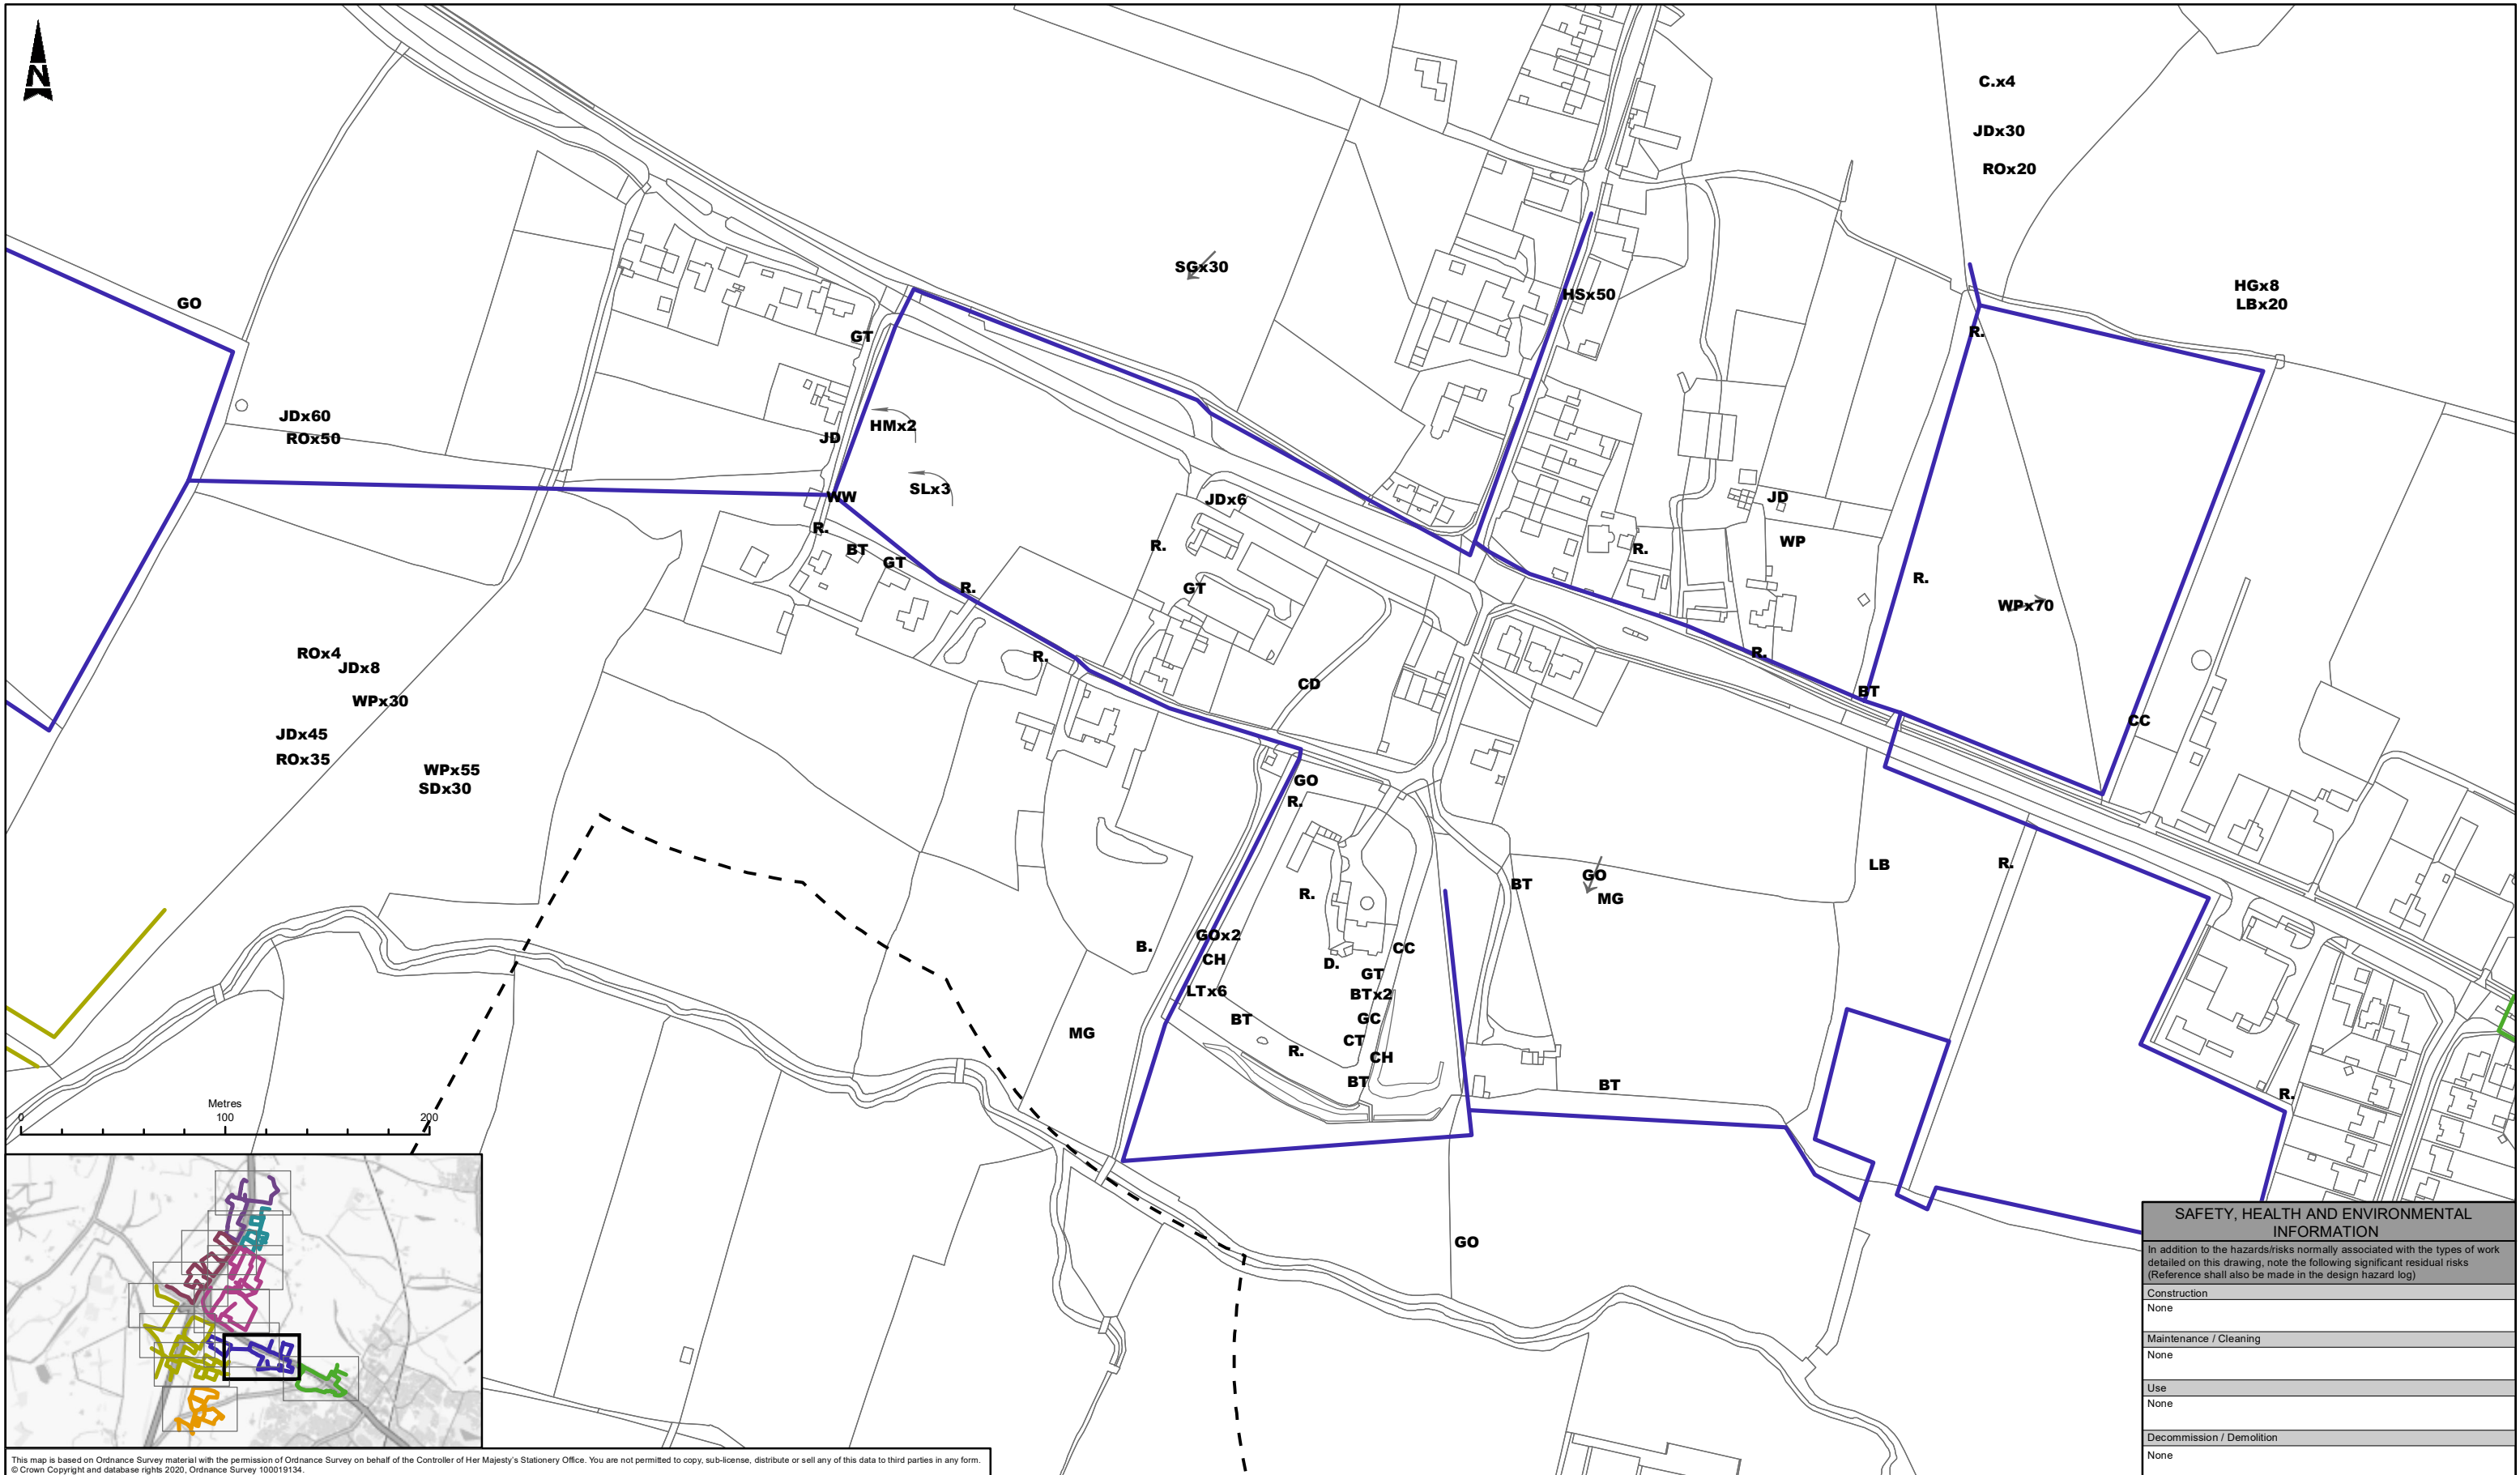 N
C.x4
JDx30
ROx20
SGx30
HSx50
HGx8
LBx20
GO
R.
GT
JDx60
ROx50
JD
HMx2
SLx3
WW
JDx6
JD
R.
BT
GT
R.
R.
GT
R.
WP
R.
WPx70
R.
R.
ROx4
JDx8
WPx30
CD
BT
CC
JDx45
ROx35
WPx55
SDx30
GO
R.
LB
R.
BT
GO
MG
R.
GOx2
B.
CH
D.
CC
GT
LTx6
BTx2
BT
GC
MG
CT
R.
CH
BT
BT
R.
GO
Metres
0 100 200
SAFETY, HEALTH AND ENVIRONMENTAL
INFORMATION
In addition to the hazards/risks normally associated with the types of work
detailed on this drawing, note the following significant residual risks
(Reference shall also be made in the design hazard log)
Construction
None
Maintenance / Cleaning
None
Use
None
Decommission / Demolition
None
This map is based on Ordnance Survey material with the permission of Ordnance Survey on behalf of the Controller of Her Majesty's Stationery Office. You are not permitted to copy, sub-license, distribute or sell any of this data to third parties in any form.
© Crown Copyright and database rights 2020, Ordnance Survey 100019134.